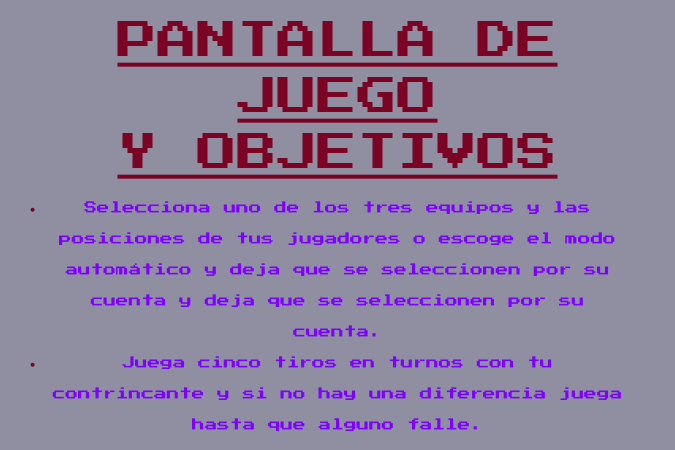 PANTALLA DE
JUEGO
Y OBJETIVOS
• Selecciona uno de los tres equipos y las
posiciones de tus jugadores o escoge el modo
automático y deja que se seleccionen por su
cuenta y deja que se seleccionen por su
cuenta.
• Juega cinco tiros en turnos con tu
contrincante y si no hay una diferencia juega
hasta que alguno falle.